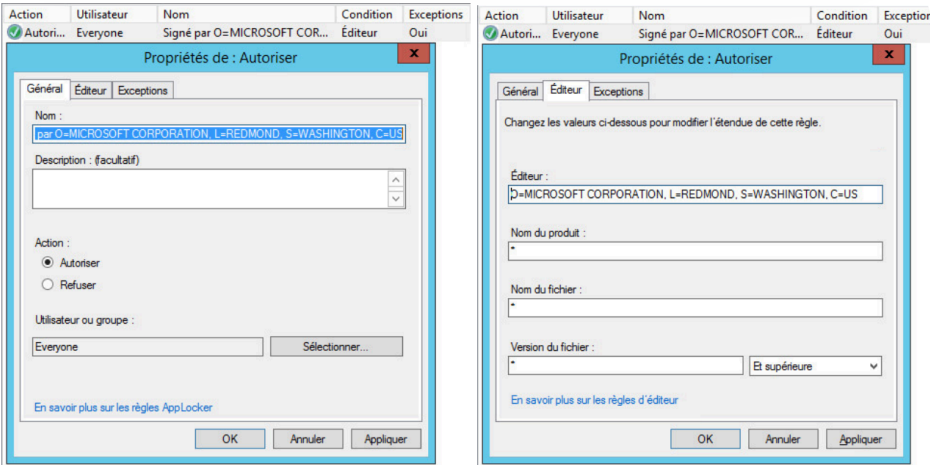 Action Utilisateur Nom Condition Exceptions
Autori... Everyone Signé par O=MICROSOFT COR... Éditeur Oui
Propriétés de : Autoriser
x
Général Éditeur Exceptions
Nom :
par O=MICROSOFT CORPORATION, L=REDMOND, S=WASHINGTON, C=US
Description : (facultatif)
Action :
Autoriser
Refuser
Utilisateur ou groupe :
Everyone Sélectionner...
En savoir plus sur les règles AppLocker
OK Annuler Appliquer
Action Utilisateur Nom Condition Exception
Autori... Everyone Signé par O=MICROSOFT COR... Éditeur Oui
Propriétés de : Autoriser
x
Général Éditeur Exceptions
Changez les valeurs ci-dessous pour modifier l'étendue de cette règle.
Éditeur :
O=MICROSOFT CORPORATION, L=REDMOND, S=WASHINGTON, C=US
Nom du produit :
*
Nom du fichier :
*
Version du fichier :
* Et supérieure
En savoir plus sur les règles d'éditeur
OK Annuler Appliquer